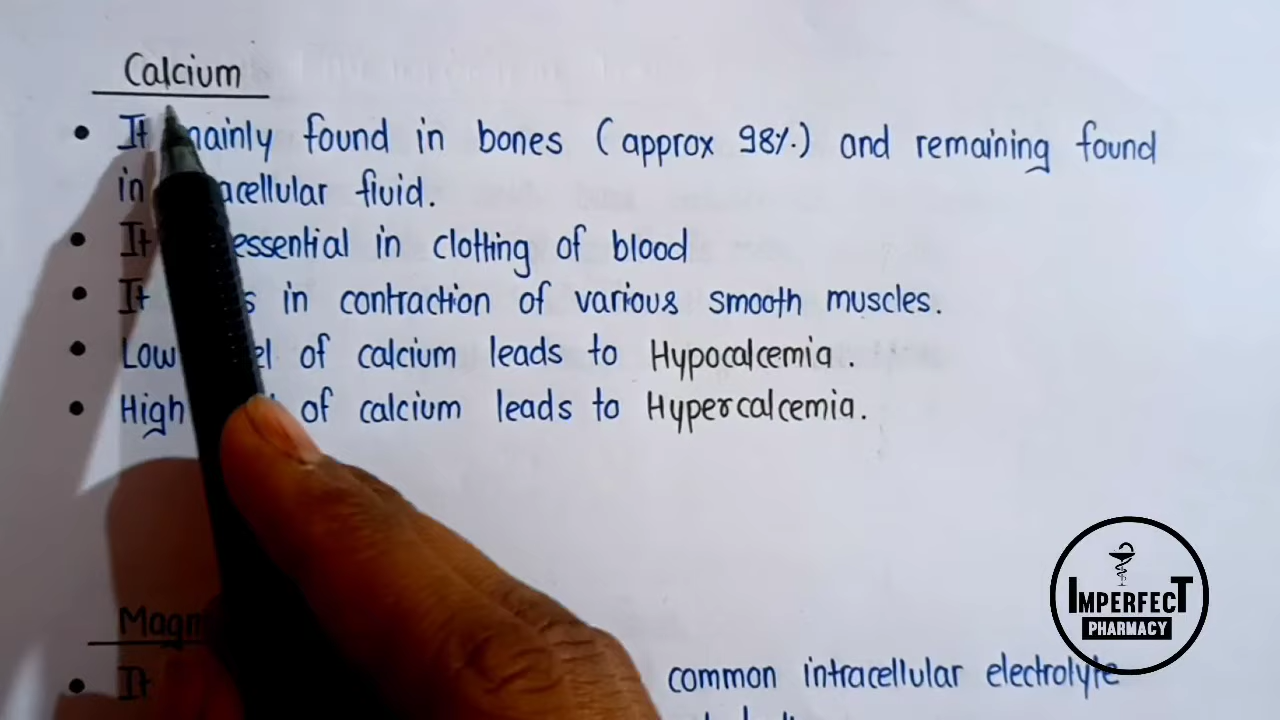 Calcium
• It mainly found in bones (approx 98%) and remaining found
in acellular fluid.
• It essential in clotting of blood
• It in contraction of various smooth muscles.
• Low of calcium leads to Hypocalcemia.
• High of calcium leads to Hypercalcemia.
Magn
• It common intracellular electrolyte
IMPERFECT
PHARMACY